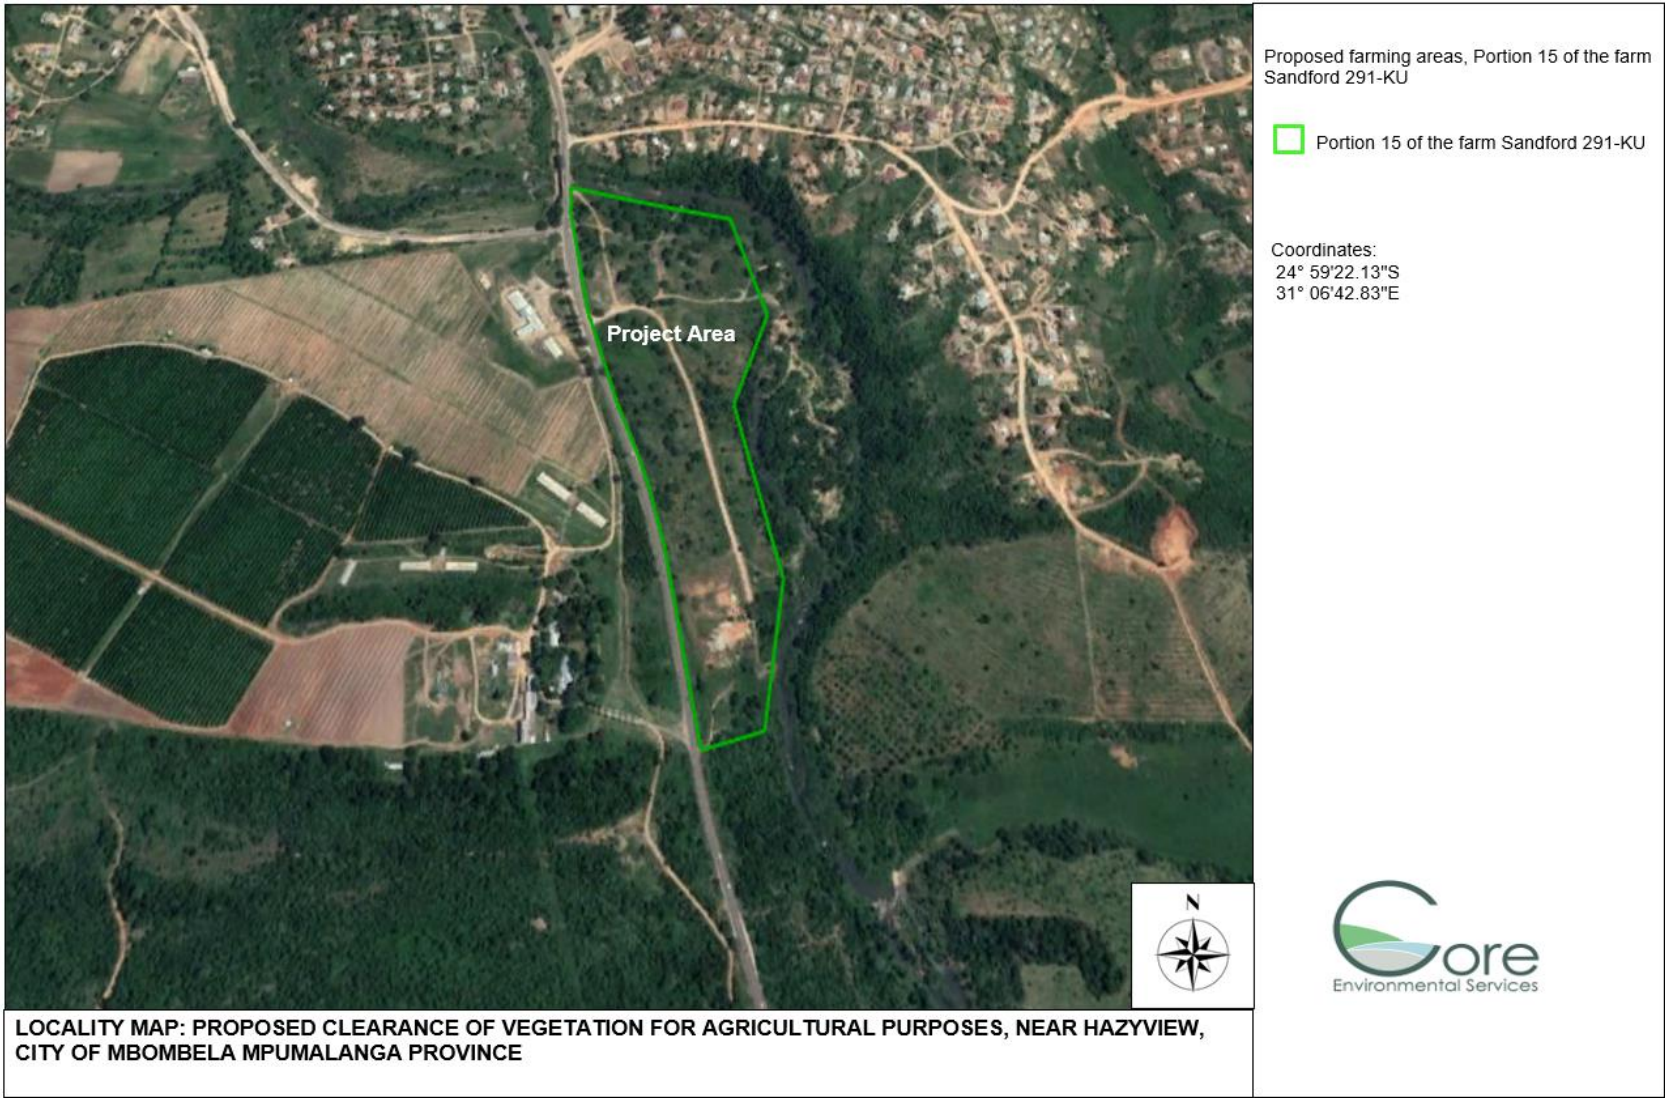 Proposed farming areas, Portion 15 of the farm
Sandford 291-KU
Portion 15 of the farm Sandford 291-KU
Coordinates:
24° 59'22.13"S
31° 06'42.83"E
Project Area
N
Core
Environmental Services
LOCALITY MAP: PROPOSED CLEARANCE OF VEGETATION FOR AGRICULTURAL PURPOSES, NEAR HAZYVIEW,
CITY OF MBOMBELA MPUMALANGA PROVINCE